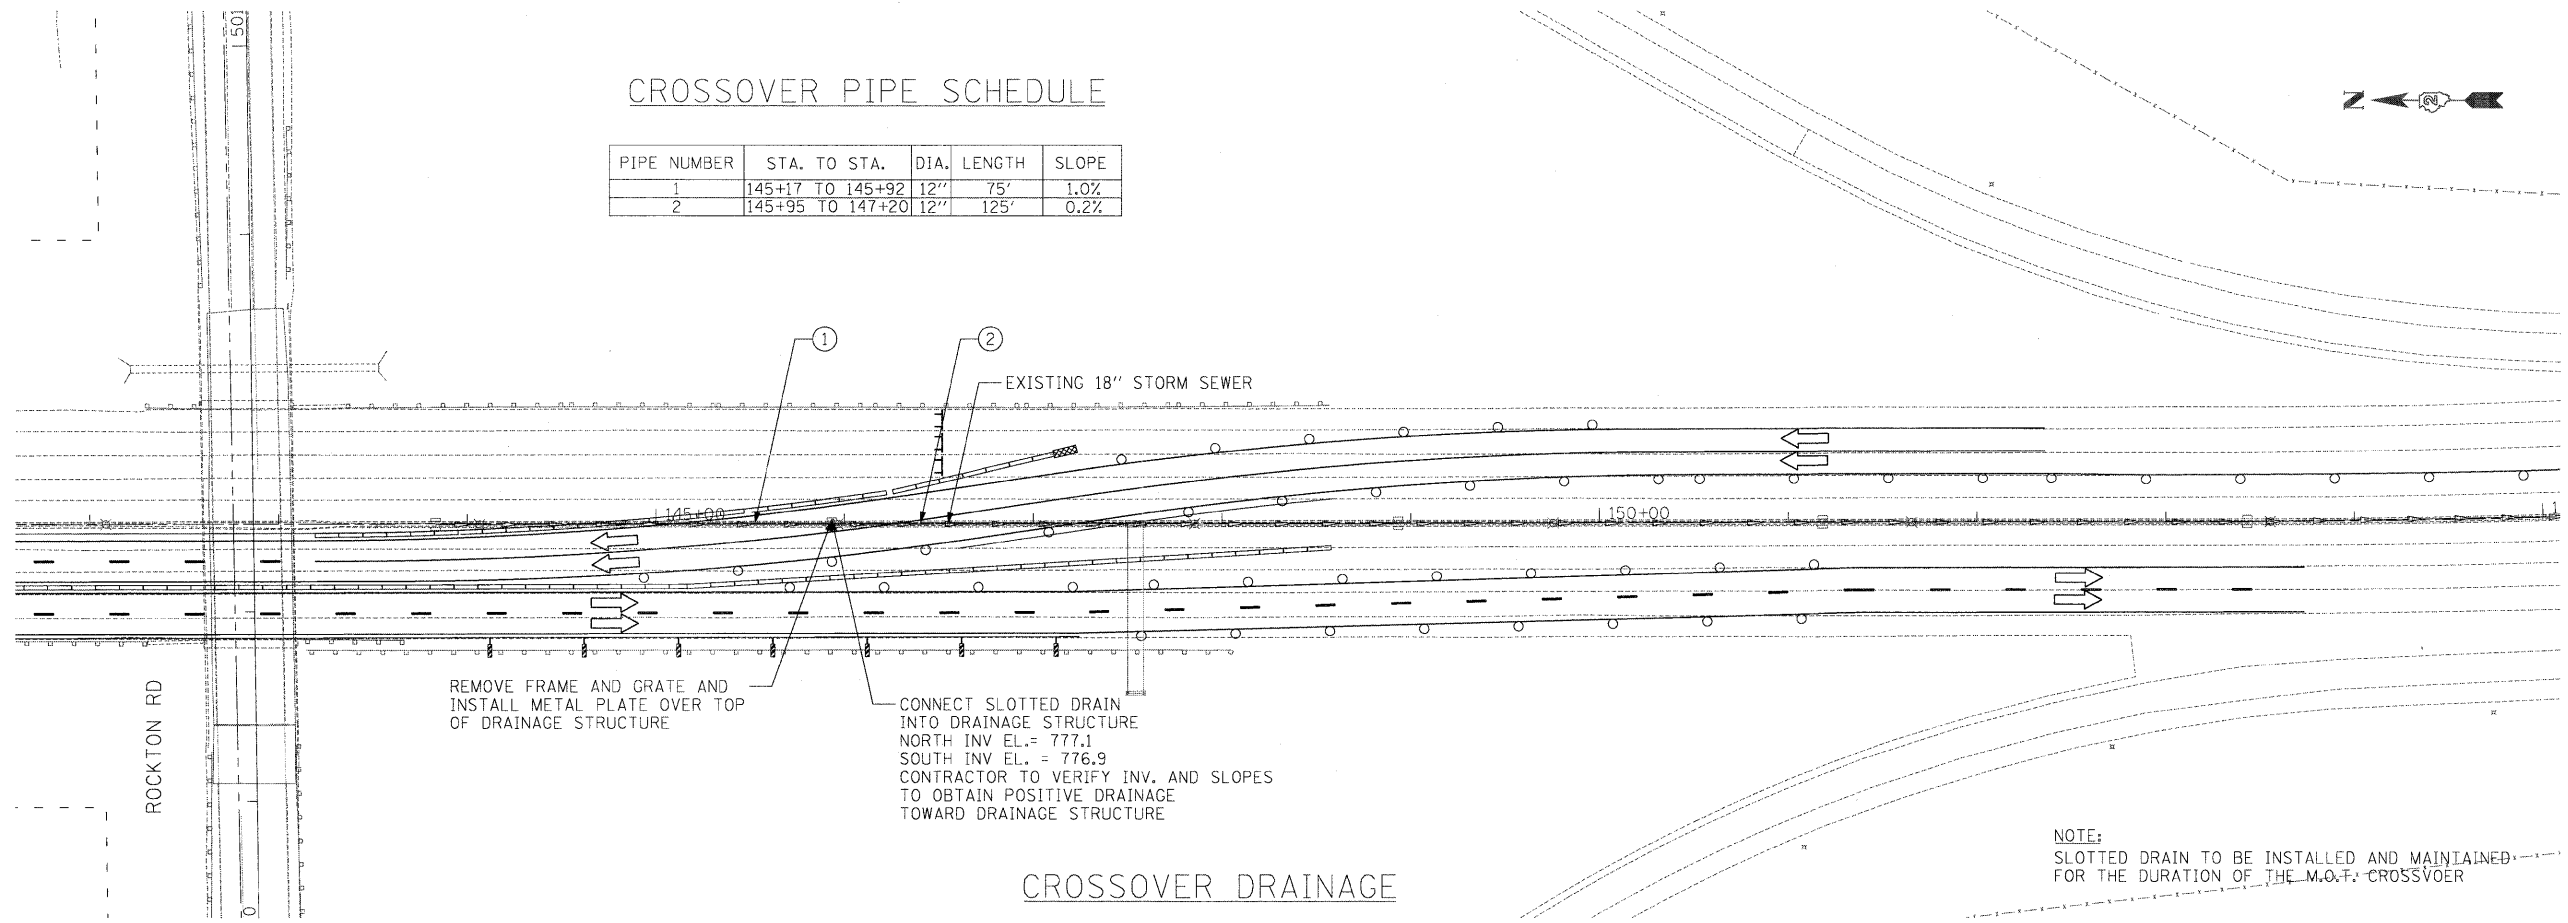 1501
CROSSOVER PIPE SCHEDULE
N 2
PIPE NUMBER STA. TO STA. DIA. LENGTH SLOPE
1 145+17 TO 145+92 12'' 75' 1.0%
2 145+95 TO 147+20 12'' 125' 0.2%
1
2
EXISTING 18'' STORM SEWER
145+00
150+00
REMOVE FRAME AND GRATE AND
INSTALL METAL PLATE OVER TOP
OF DRAINAGE STRUCTURE
CONNECT SLOTTED DRAIN
INTO DRAINAGE STRUCTURE
NORTH INV EL.= 777.1
SOUTH INV EL. = 776.9
CONTRACTOR TO VERIFY INV. AND SLOPES
TO OBTAIN POSITIVE DRAINAGE
TOWARD DRAINAGE STRUCTURE
ROCKTON RD
NOTE:
SLOTTED DRAIN TO BE INSTALLED AND MAINTAINED
FOR THE DURATION OF THE M.O.T. CROSSVOER
CROSSOVER DRAINAGE